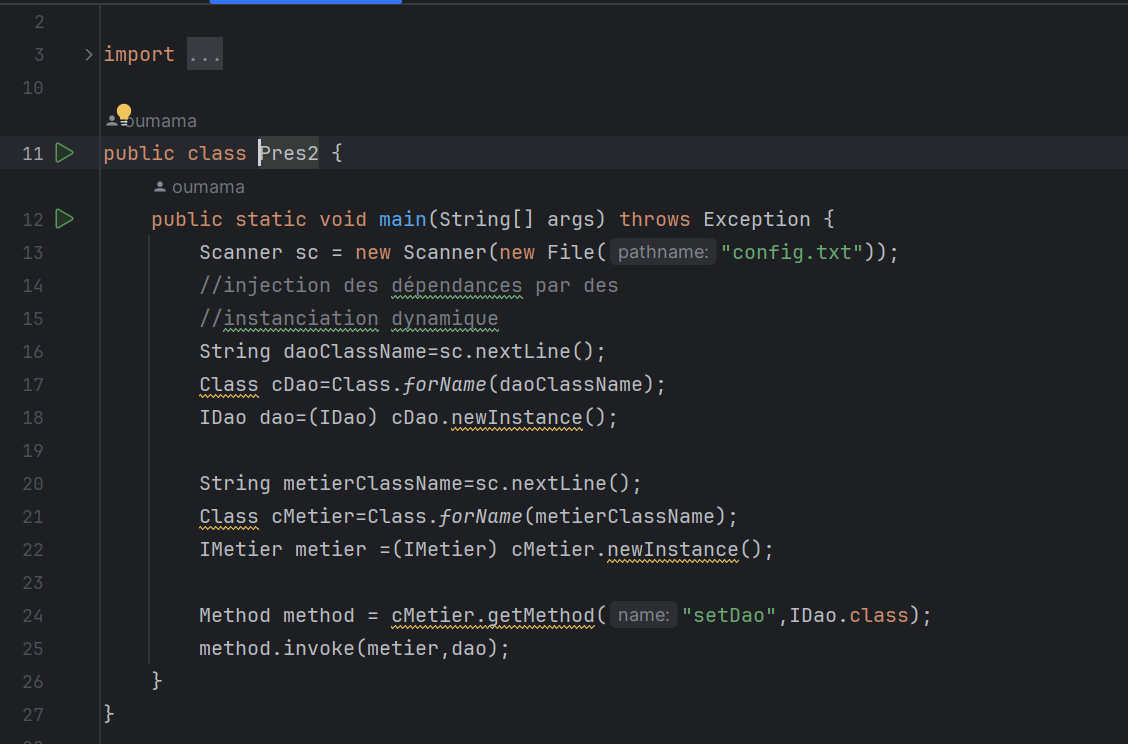 2
3 import ...
10
oumama
11 public class Pres2 {
oumama
12 public static void main(String[] args) throws Exception {
13 Scanner sc = new Scanner(new File( pathname: "config.txt"));
14 //injection des dépendances par des
15 //instanciation dynamique
16 String daoClassName=sc.nextLine();
17 Class cDao=Class.forName(daoClassName);
18 IDao dao=(IDao) cDao.newInstance();
19
20 String metierClassName=sc.nextLine();
21 Class cMetier=Class.forName(metierClassName);
22 IMetier metier =(IMetier) cMetier.newInstance();
23
24 Method method = cMetier.getMethod( name: "setDao",IDao.class);
25 method.invoke(metier,dao);
26 }
27 }